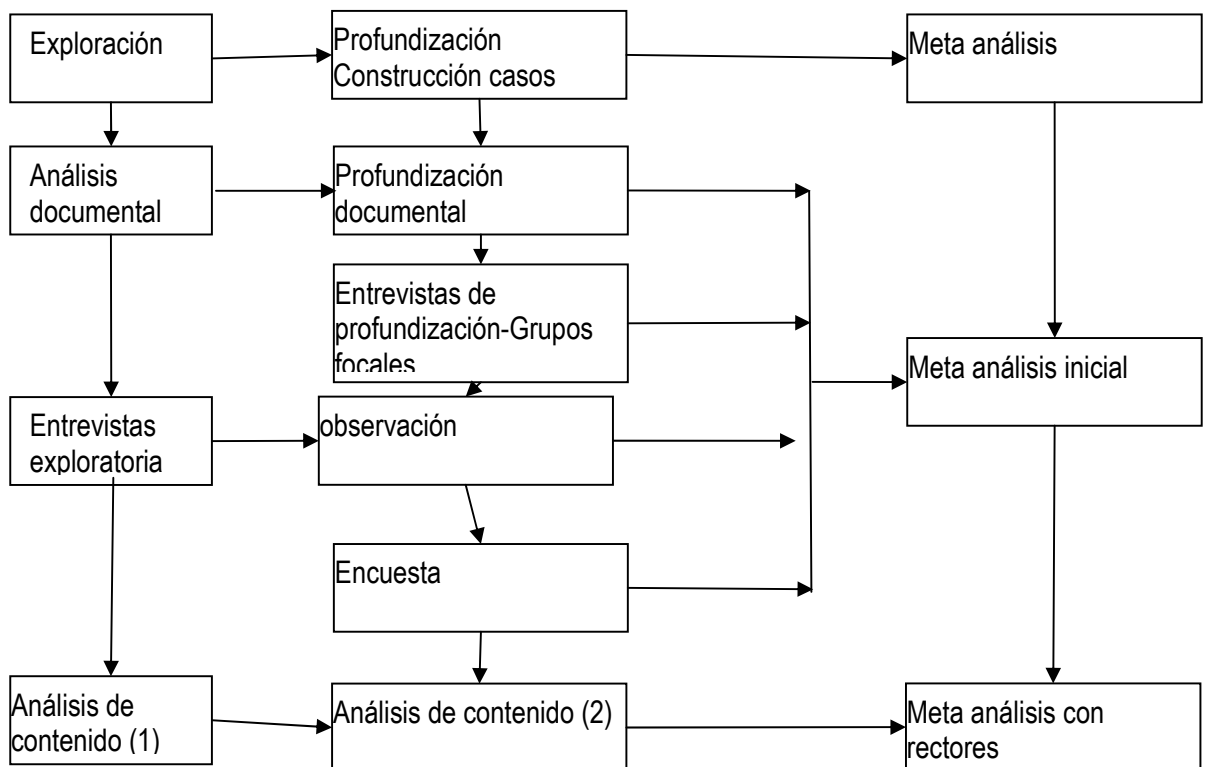 Exploración
Profundización
Construcción casos
Meta análisis
Análisis
documental
Profundización
documental
Entrevistas de
profundización-Grupos
focales
Meta análisis inicial
Entrevistas
exploratoria
observación
Encuesta
Análisis de
contenido (1)
Análisis de contenido (2)
Meta análisis con
rectores